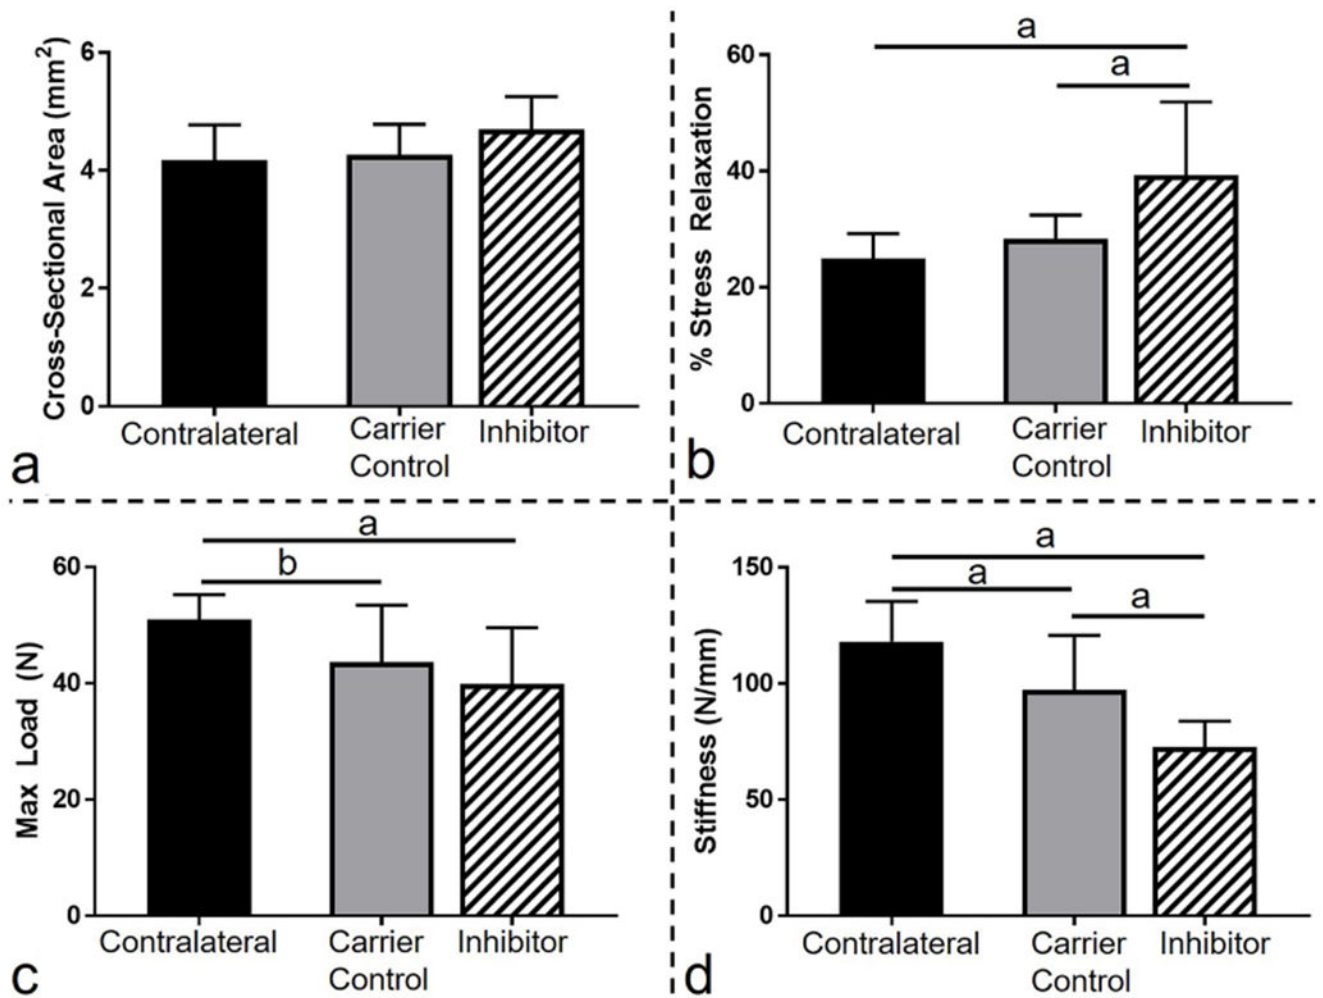 Cross-Sectional Area (mm2)
6
4
2
0
Contralateral
Carrier
Control
Inhibitor
a
% Stress Relaxation
60
40
20
0
a
a
Contralateral
Carrier
Control
Inhibitor
b
Max Load (N)
60
40
20
0
a
b
Contralateral
Carrier
Control
Inhibitor
c
Stiffness (N/mm)
150
100
50
0
a
a
a
Contralateral
Carrier
Control
Inhibitor
d